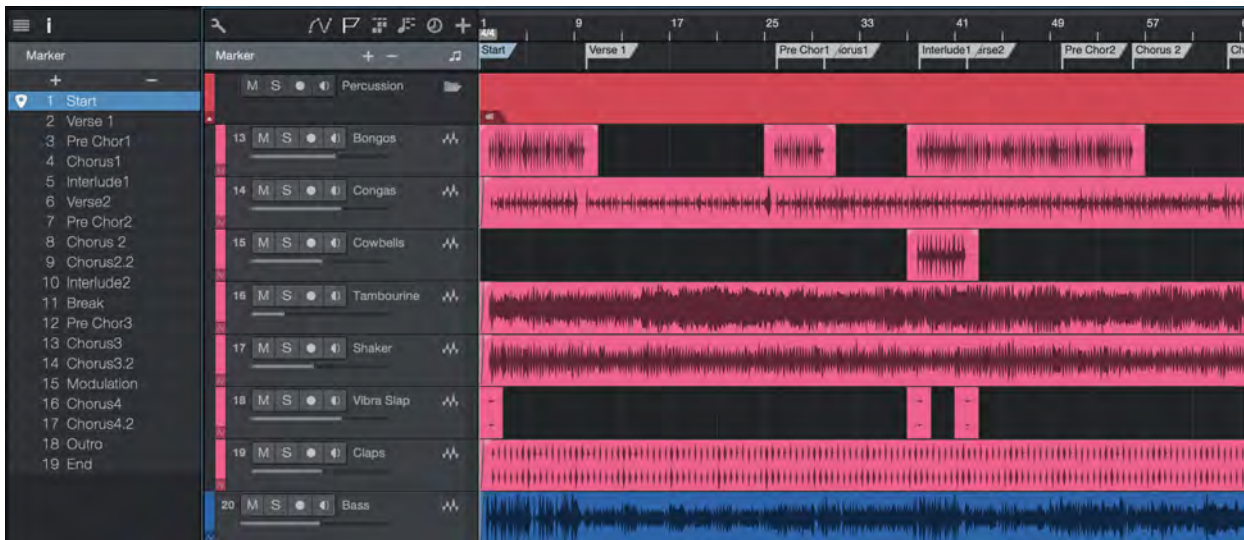 i
1 9 17 25 33 41 49 57
4/4
Marker
Marker + −
Start Verse 1 Pre Chor1 orus1 Interlude1 erse2 Pre Chor2 Chorus 2 Ch
+ −
1 Start
2 Verse 1
3 Pre Chor1
4 Chorus1
5 Interlude1
6 Verse2
7 Pre Chor2
8 Chorus 2
9 Chorus2.2
10 Interlude2
11 Break
12 Pre Chor3
13 Chorus3
14 Chorus3.2
15 Modulation
16 Chorus4
17 Chorus4.2
18 Outro
19 End
M S Percussion
13 M S Bongos
14 M S Congas
15 M S Cowbells
16 M S Tambourine
17 M S Shaker
18 M S Vibra Slap
19 M S Claps
20 M S Bass